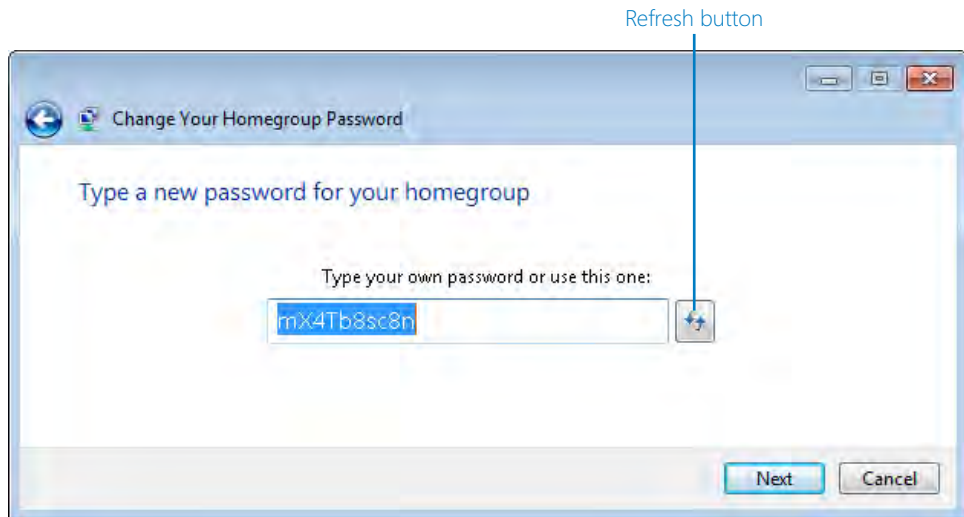 Refresh button
Change Your Homegroup Password
Type a new password for your homegroup
Type your own password or use this one:
mX4Tb8sc8n
Next Cancel